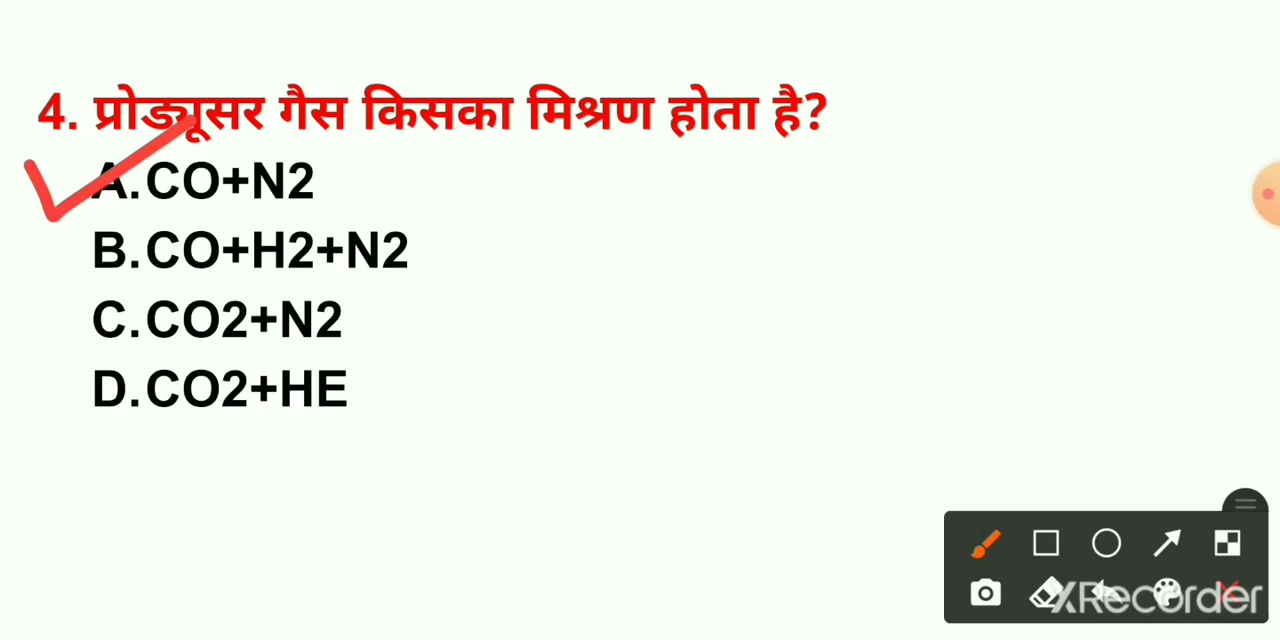 4. प्रोड्यूसर गैस किसका मिश्रण होता है?
A.CO+N2
B.CO+H2+N2
C.CO2+N2
D.CO2+HE
XRecorder